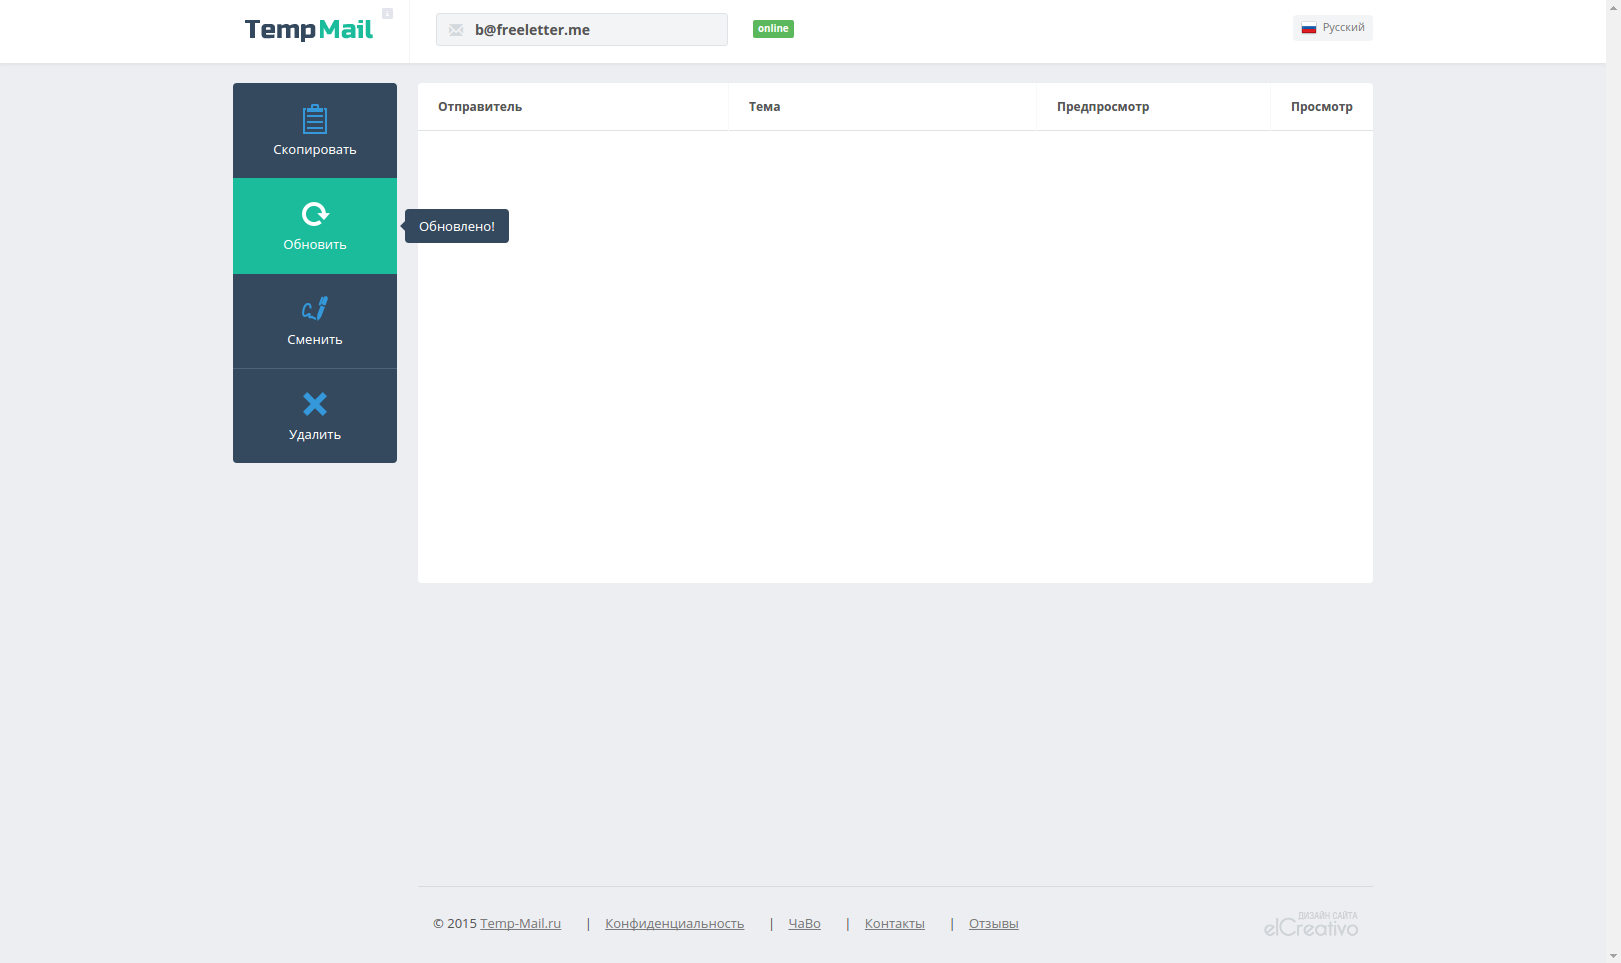 TempMail
b@freeletter.me
online
Русский
Скопировать
Обновить
Сменить
Удалить
Обновлено!
Отправитель Тема Предпросмотр Просмотр
© 2015 Temp-Mail.ru | Конфиденциальность | ЧаВо | Контакты | Отзывы
ДИЗАЙН САЙТА
elCreativo